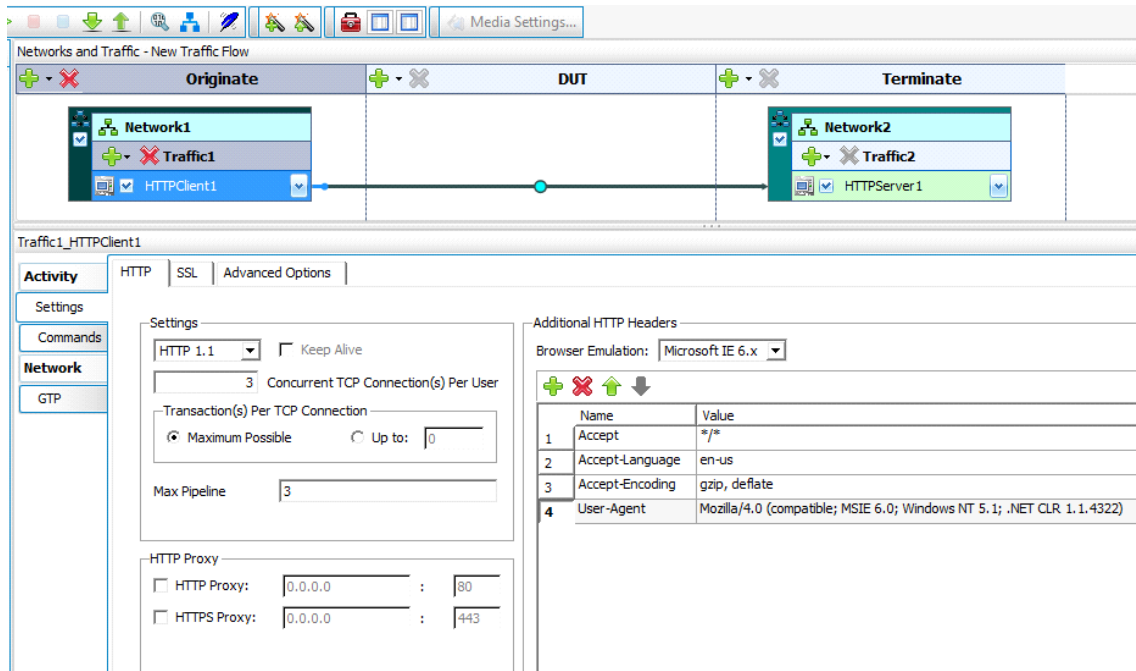 Media Settings...
Networks and Traffic - New Traffic Flow
Originate DUT Terminate
Network1 Network2
Traffic1 Traffic2
HTTPClient1 HTTPServer1
Traffic1_HTTPClient1
Activity HTTP SSL Advanced Options
Settings
Commands
Network
GTP
Settings
HTTP 1.1 Keep Alive
3 Concurrent TCP Connection(s) Per User
Transaction(s) Per TCP Connection
Maximum Possible Up to: 0
Max Pipeline 3
HTTP Proxy
HTTP Proxy: 0.0.0.0 : 80
HTTPS Proxy: 0.0.0.0 : 443
Additional HTTP Headers
Browser Emulation: Microsoft IE 6.x
Name Value
1 Accept */*
2 Accept-Language en-us
3 Accept-Encoding gzip, deflate
4 User-Agent Mozilla/4.0 (compatible; MSIE 6.0; Windows NT 5.1; .NET CLR 1.1.4322)